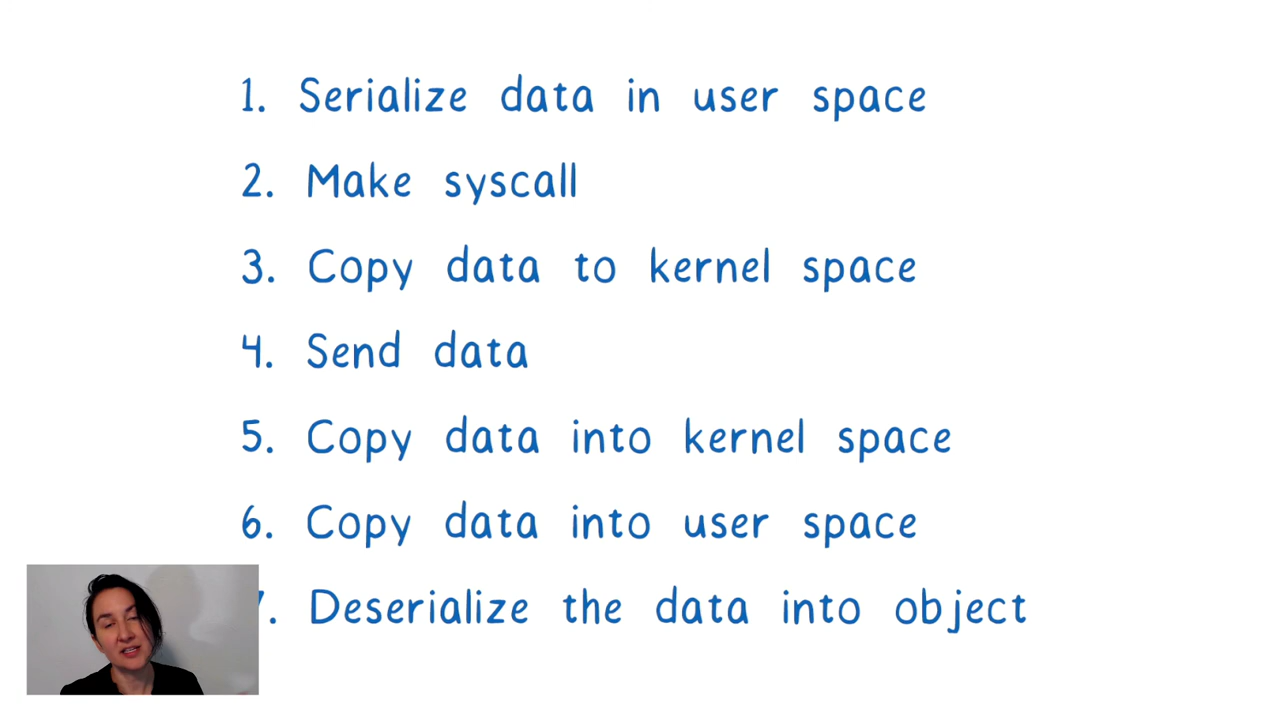 1. Serialize data in user space
2. Make syscall
3. Copy data to kernel space
4. Send data
5. Copy data into kernel space
6. Copy data into user space
7. Deserialize the data into object